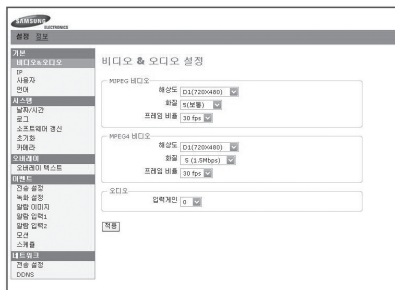 SAMSUNG
ELECTRONICS
설정 정보
기본
비디오&오디오
IP
사용자
언어
시스템
날짜/시간
로그
소프트웨어 갱신
초기화
카메라
오버레이
오버레이 텍스트
이벤트
전송 설정
녹화 설정
알람 이미지
알람 입력1
알람 입력2
모션
스케쥴
네트워크
전송 설정
DDNS
비디오 & 오디오 설정
MJPEG 비디오
해상도 D1(720X480)
화질 5(보통)
프레임 비율 30 fps
MPEG4 비디오
해상도 D1(720X480)
화질 5 (1.5Mbps)
프레임 비율 30 fps
오디오
입력게인 0
적용